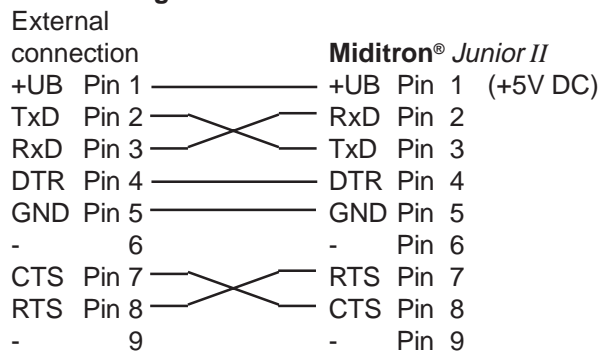 External
connection Miditron® Junior II
+UB Pin 1 +UB Pin 1 (+5V DC)
TxD Pin 2 RxD Pin 2
RxD Pin 3 TxD Pin 3
DTR Pin 4 DTR Pin 4
GND Pin 5 GND Pin 5
- 6 - Pin 6
CTS Pin 7 RTS Pin 7
RTS Pin 8 CTS Pin 8
- 9 - Pin 9